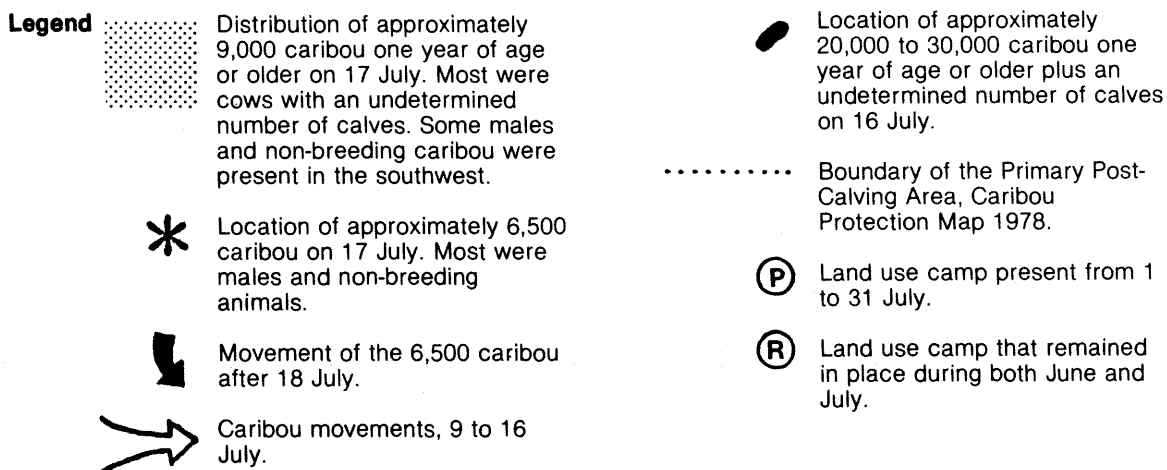 Legend
Distribution of approximately
9,000 caribou one year of age
or older on 17 July. Most were
cows with an undetermined
number of calves. Some males
and non-breeding caribou were
present in the southwest.
Location of approximately 6,500
caribou on 17 July. Most were
males and non-breeding
animals.
Movement of the 6,500 caribou
after 18 July.
Caribou movements, 9 to 16
July.
Location of approximately
20,000 to 30,000 caribou one
year of age or older plus an
undetermined number of calves
on 16 July.
Boundary of the Primary Post-
Calving Area, Caribou
Protection Map 1978.
P Land use camp present from 1
to 31 July.
R Land use camp that remained
in place during both June and
July.